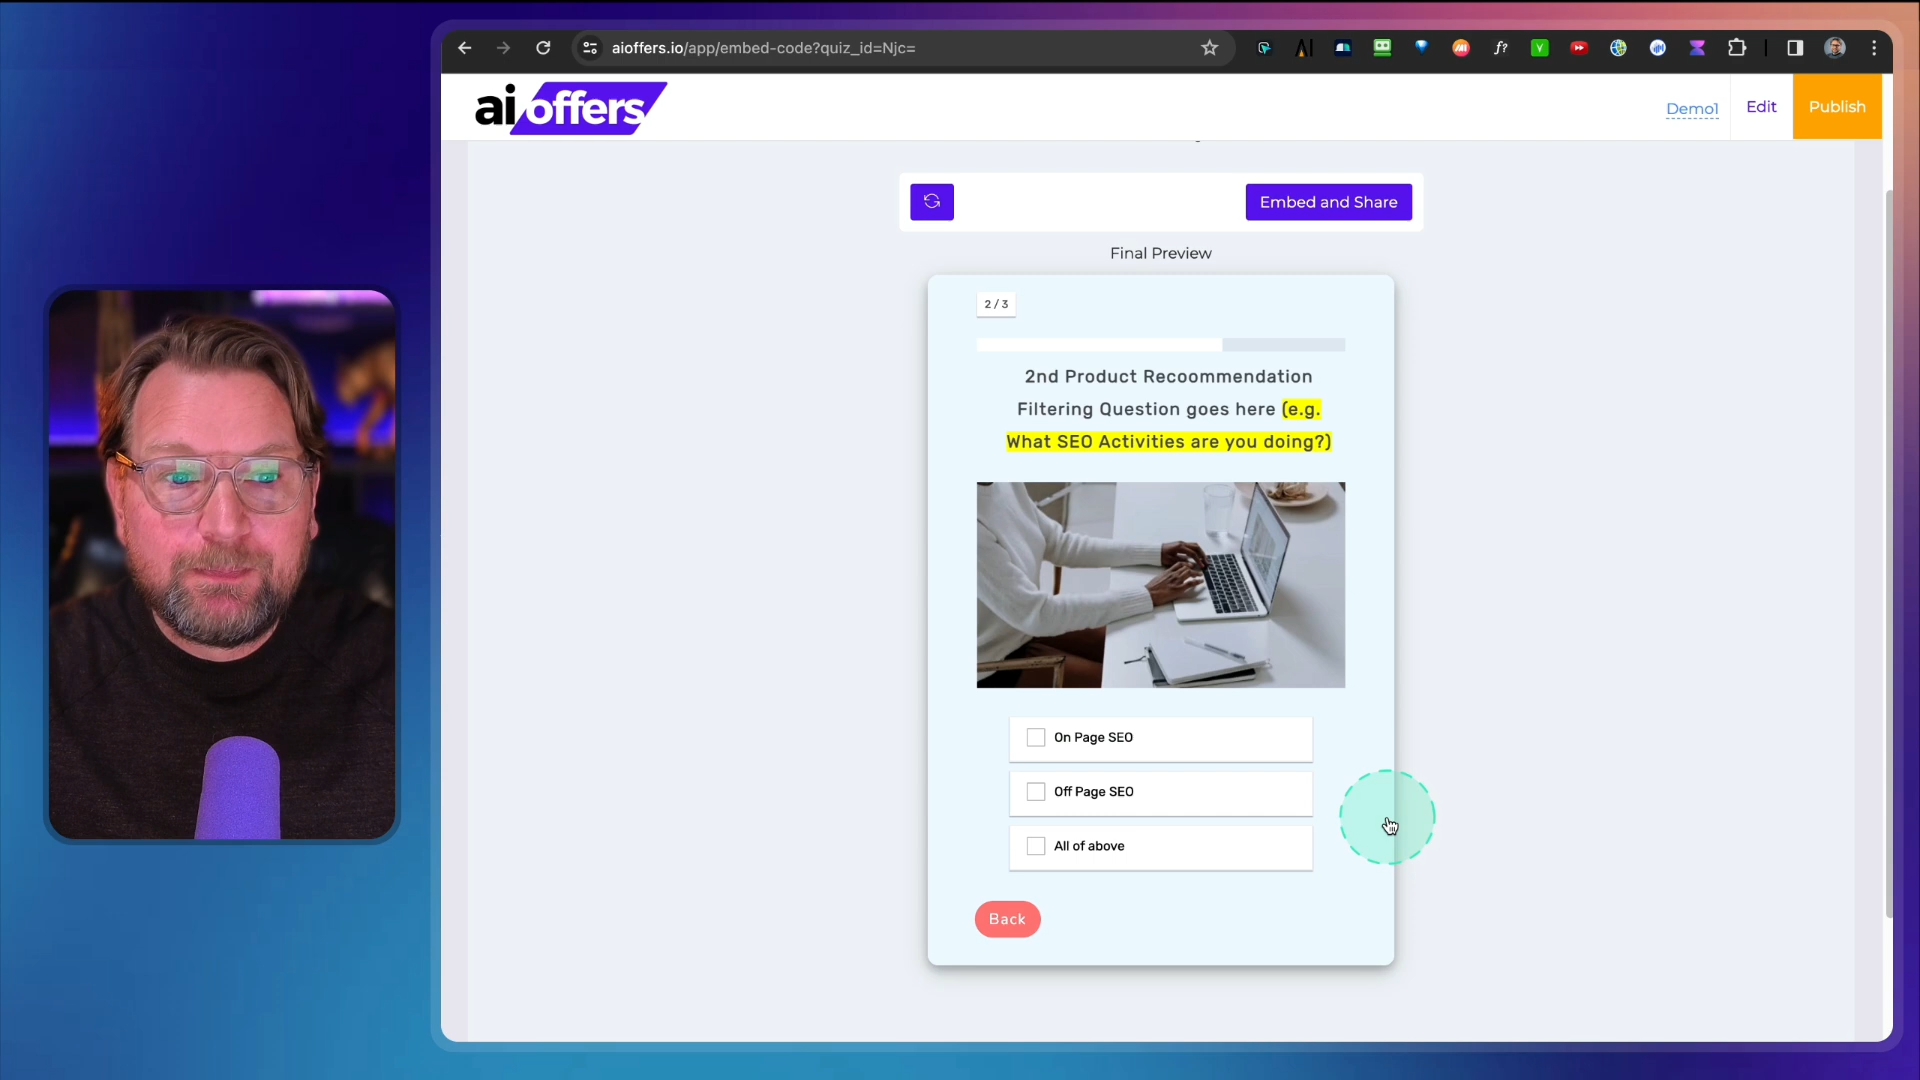 aioffers.io/app/embed-code?quiz_id=Njc=
ai offers
Demo1
Edit
Publish
Embed and Share
Final Preview
2 / 3
2nd Product Recoommendation
Filtering Question goes here (e.g.
What SEO Activities are you doing?)
On Page SEO
Off Page SEO
All of above
Back